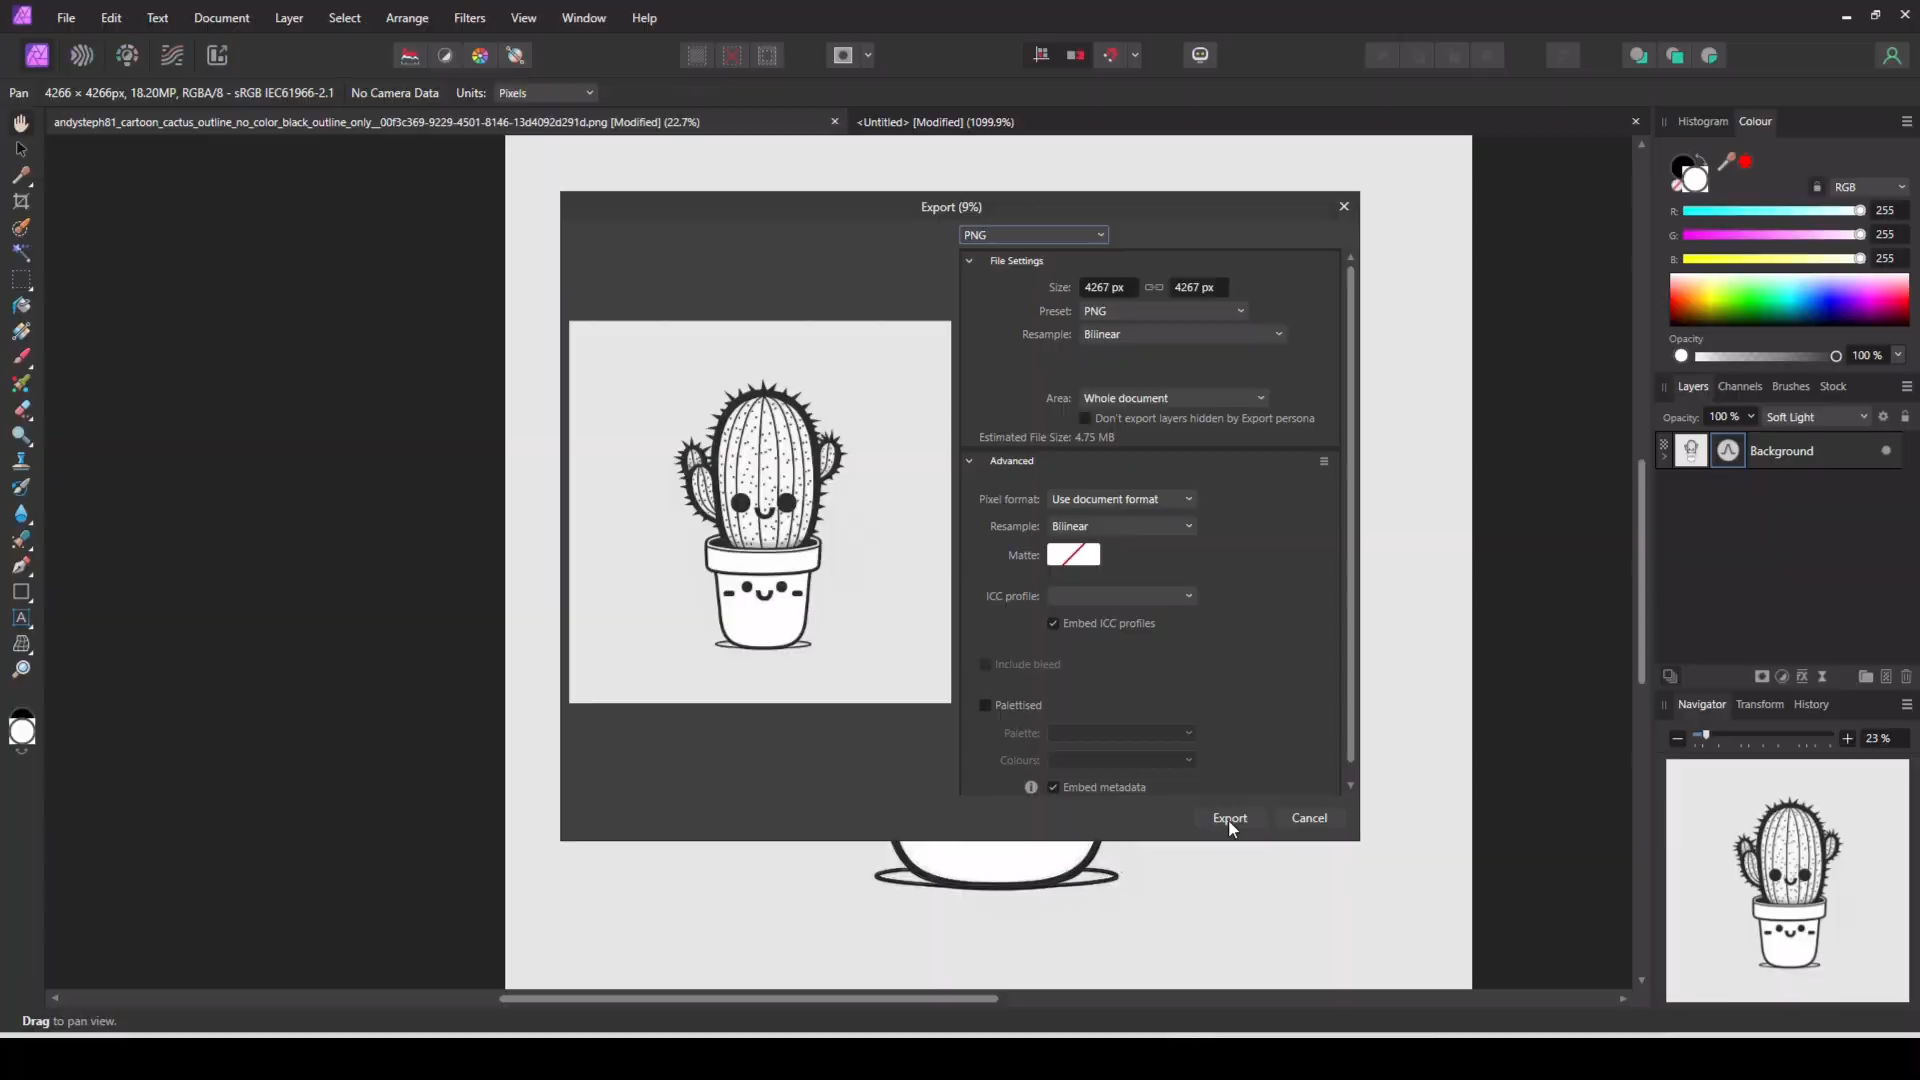 File Edit Text Document Layer Select Arrange Filters View Window Help
Pan 4266 × 4266px, 18.20MP, RGBA/8 - sRGB IEC61966-2.1 No Camera Data Units: Pixels
andysteph81_cartoon_cactus_outline_no_color_black_outline_only__00f3c369-9229-4501-8146-13d4092d291d.png [Modified] (22.7%)
<Untitled> [Modified] (1099.9%)
Histogram Colour
RGB
R: 255
G: 255
B: 255
Opacity
100 %
Layers Channels Brushes Stock
Opacity: 100 % Soft Light
Background
Navigator Transform History
23 %
Export (9%)
PNG
File Settings
Size: 4267 px 4267 px
Preset: PNG
Resample: Bilinear
Area: Whole document
Don't export layers hidden by Export persona
Estimated File Size: 4.75 MB
Advanced
Pixel format: Use document format
Resample: Bilinear
Matte:
ICC profile:
Embed ICC profiles
Include bleed
Palettised
Palette:
Colours:
Embed metadata
Export Cancel
Drag to pan view.